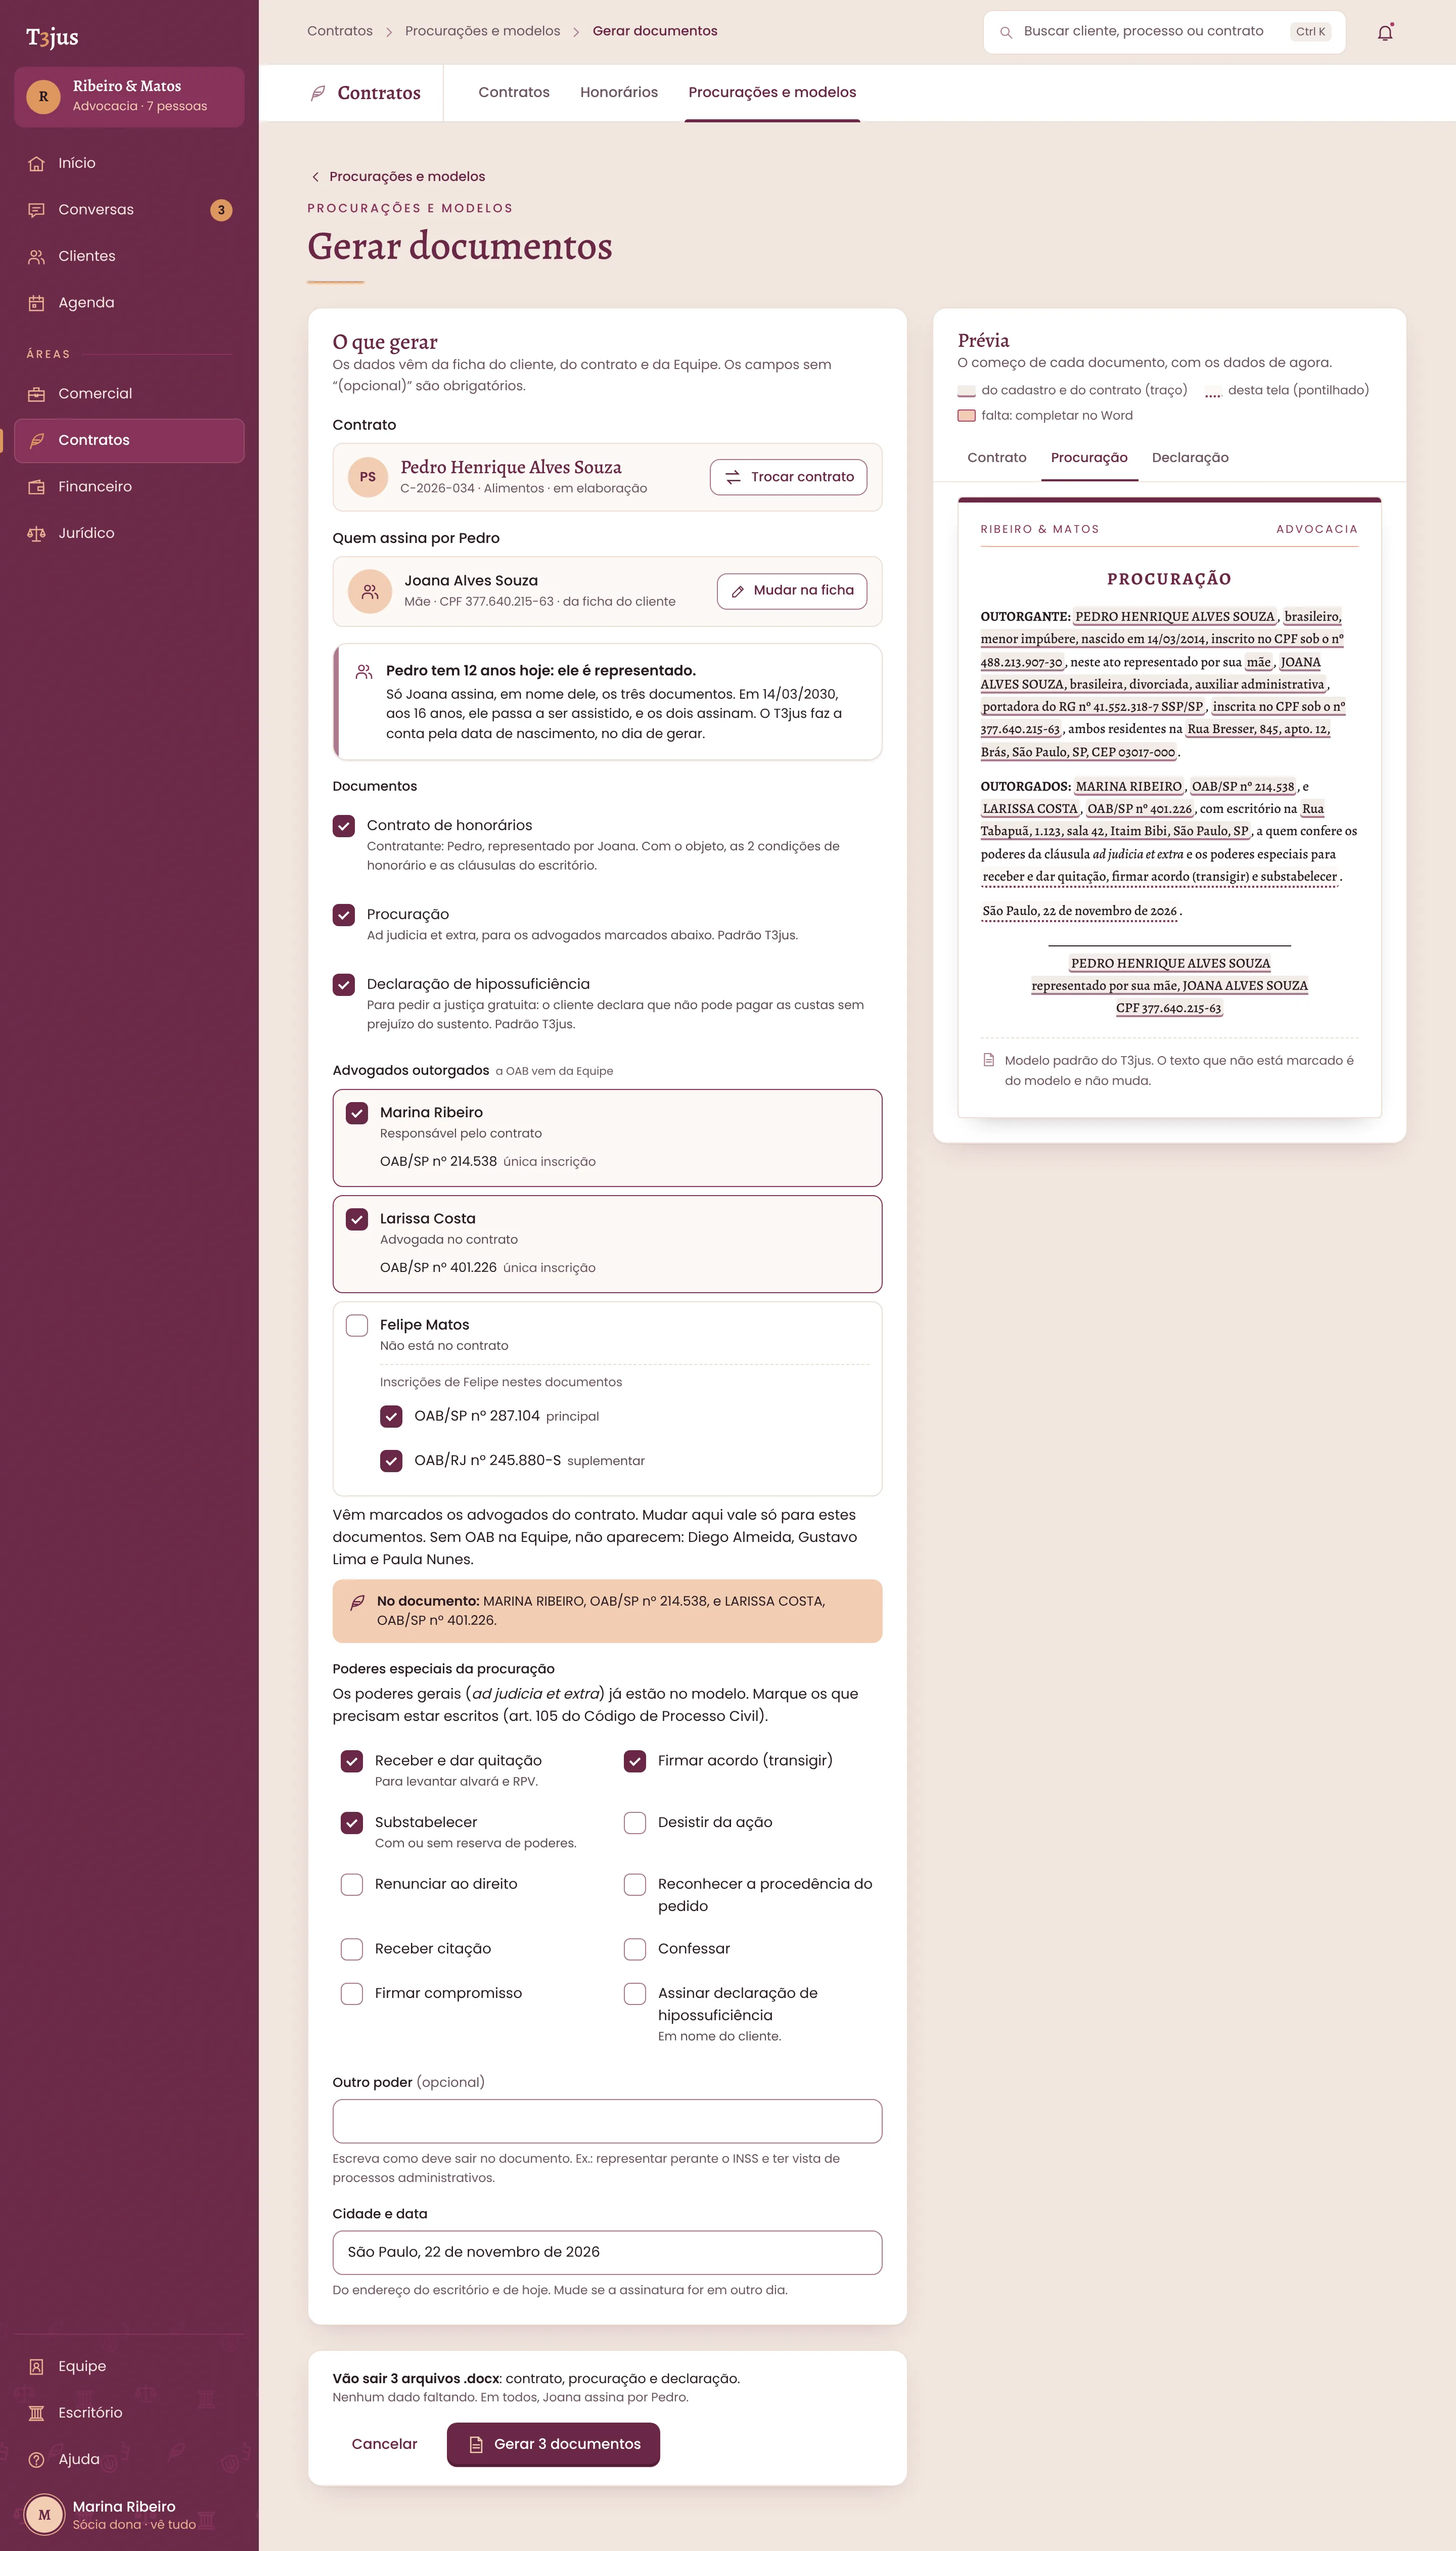 T3jus
R
Ribeiro & Matos
Advocacia · 7 pessoas
Início
Conversas
3
Clientes
Agenda
ÁREAS
Comercial
Contratos
Financeiro
Jurídico
Equipe
Escritório
Ajuda
M
Marina Ribeiro
Sócia dona · vê tudo
Contratos
Procurações e modelos
Gerar documentos
Buscar cliente, processo ou contrato
Ctrl K
Contratos
Contratos
Honorários
Procurações e modelos
Procurações e modelos
PROCURAÇÕES E MODELOS
Gerar documentos
O que gerar
Os dados vêm da ficha do cliente, do contrato e da Equipe. Os campos sem
“(opcional)” são obrigatórios.
Contrato
PS
Pedro Henrique Alves Souza
C-2026-034 · Alimentos · em elaboração
Trocar contrato
Quem assina por Pedro
Joana Alves Souza
Mãe · CPF 377.640.215-63 · da ficha do cliente
Mudar na ficha
Pedro tem 12 anos hoje: ele é representado.
Só Joana assina, em nome dele, os três documentos. Em 14/03/2030,
aos 16 anos, ele passa a ser assistido, e os dois assinam. O T3jus faz a
conta pela data de nascimento, no dia de gerar.
Documentos
Contrato de honorários
Contratante: Pedro, representado por Joana. Com o objeto, as 2 condições de
honorário e as cláusulas do escritório.
Procuração
Ad judicia et extra, para os advogados marcados abaixo. Padrão T3jus.
Declaração de hipossuficiência
Para pedir a justiça gratuita: o cliente declara que não pode pagar as custas sem
prejuízo do sustento. Padrão T3jus.
Advogados outorgados a OAB vem da Equipe
Marina Ribeiro
Responsável pelo contrato
OAB/SP nº 214.538 única inscrição
Larissa Costa
Advogada no contrato
OAB/SP nº 401.226 única inscrição
Felipe Matos
Não está no contrato
Inscrições de Felipe nestes documentos
OAB/SP nº 287.104 principal
OAB/RJ nº 245.880-S suplementar
Vêm marcados os advogados do contrato. Mudar aqui vale só para estes
documentos. Sem OAB na Equipe, não aparecem: Diego Almeida, Gustavo
Lima e Paula Nunes.
No documento: MARINA RIBEIRO, OAB/SP nº 214.538, e LARISSA COSTA,
OAB/SP nº 401.226.
Poderes especiais da procuração
Os poderes gerais (ad judicia et extra) já estão no modelo. Marque os que
precisam estar escritos (art. 105 do Código de Processo Civil).
Receber e dar quitação
Para levantar alvará e RPV.
Firmar acordo (transigir)
Substabelecer
Com ou sem reserva de poderes.
Desistir da ação
Renunciar ao direito
Reconhecer a procedência do
pedido
Receber citação
Confessar
Firmar compromisso
Assinar declaração de
hipossuficiência
Em nome do cliente.
Outro poder (opcional)
Escreva como deve sair no documento. Ex.: representar perante o INSS e ter vista de
processos administrativos.
Cidade e data
São Paulo, 22 de novembro de 2026
Do endereço do escritório e de hoje. Mude se a assinatura for em outro dia.
Vão sair 3 arquivos .docx: contrato, procuração e declaração.
Nenhum dado faltando. Em todos, Joana assina por Pedro.
Cancelar
Gerar 3 documentos
Prévia
O começo de cada documento, com os dados de agora.
do cadastro e do contrato (traço)
desta tela (pontilhado)
falta: completar no Word
Contrato
Procuração
Declaração
RIBEIRO & MATOS
ADVOCACIA
PROCURAÇÃO
OUTORGANTE: PEDRO HENRIQUE ALVES SOUZA, brasileiro,
menor impúbere, nascido em 14/03/2014, inscrito no CPF sob o nº
488.213.907-30, neste ato representado por sua mãe, JOANA
ALVES SOUZA, brasileira, divorciada, auxiliar administrativa,
portadora do RG nº 41.552.318-7 SSP/SP, inscrita no CPF sob o nº
377.640.215-63, ambos residentes na Rua Bresser, 845, apto. 12,
Brás, São Paulo, SP, CEP 03017-000.
OUTORGADOS: MARINA RIBEIRO, OAB/SP nº 214.538, e
LARISSA COSTA, OAB/SP nº 401.226, com escritório na Rua
Tabapuã, 1.123, sala 42, Itaim Bibi, São Paulo, SP, a quem confere os
poderes da cláusula ad judicia et extra e os poderes especiais para
receber e dar quitação, firmar acordo (transigir) e substabelecer.
São Paulo, 22 de novembro de 2026.
PEDRO HENRIQUE ALVES SOUZA
representado por sua mãe, JOANA ALVES SOUZA
CPF 377.640.215-63
Modelo padrão do T3jus. O texto que não está marcado é
do modelo e não muda.